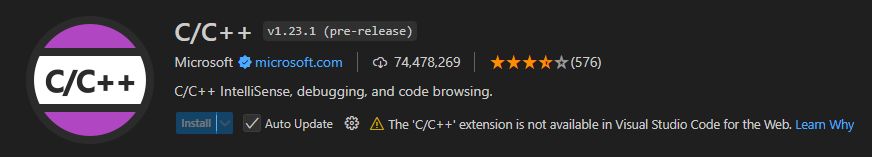 C/C++
C/C++ v1.23.1 (pre-release)
Microsoft microsoft.com 74,478,269 (576)
C/C++ IntelliSense, debugging, and code browsing.
Install Auto Update The 'C/C++' extension is not available in Visual Studio Code for the Web. Learn Why